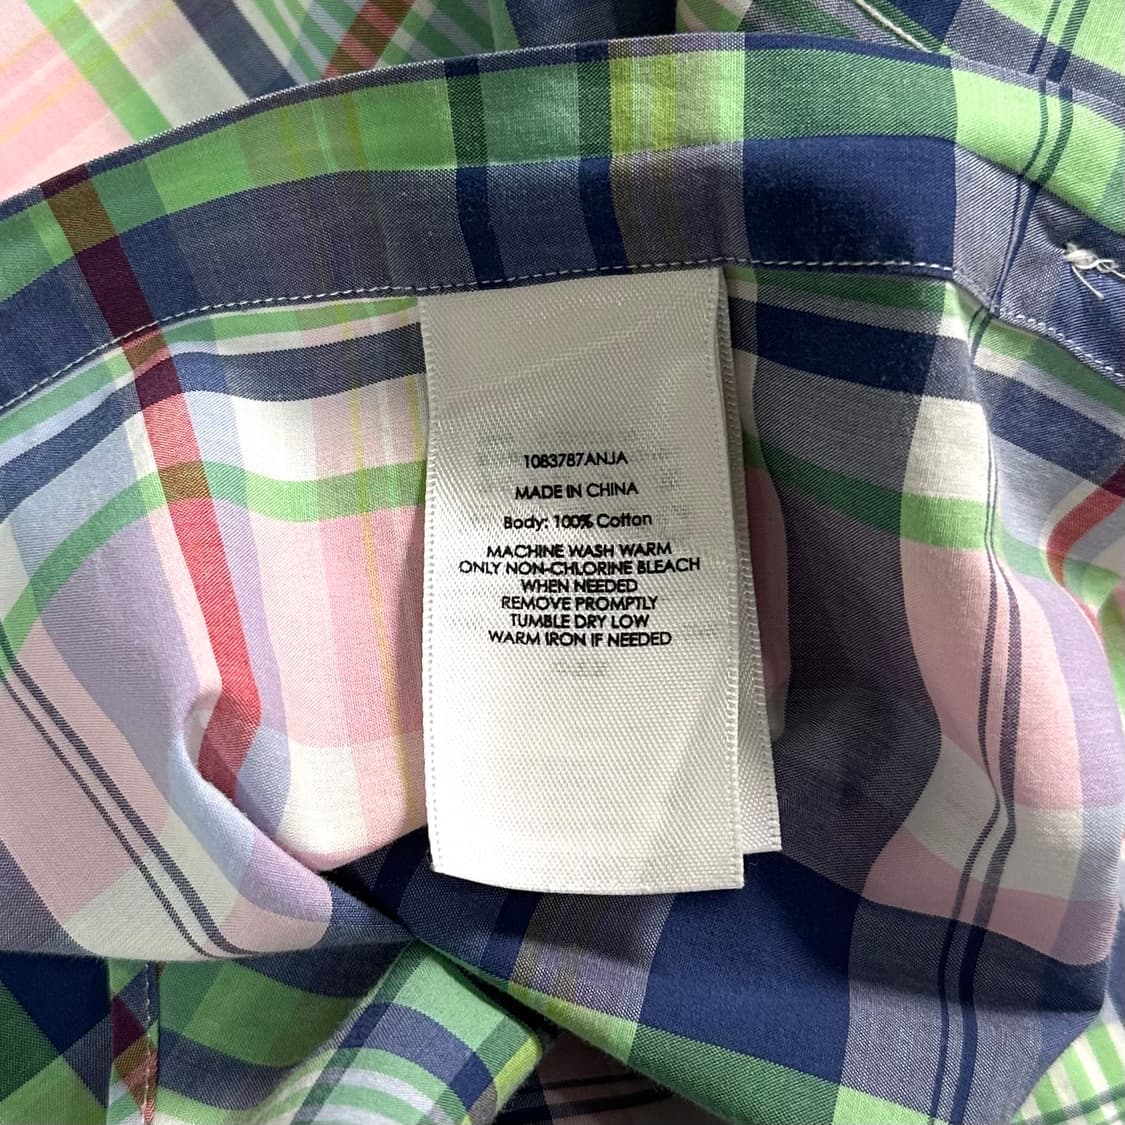 1083787ANJA
MADE IN CHINA
Body: 100% Cotton
MACHINE WASH WARM
ONLY NON-CHLORINE BLEACH
WHEN NEEDED
REMOVE PROMPTLY
TUMBLE DRY LOW
WARM IRON IF NEEDED